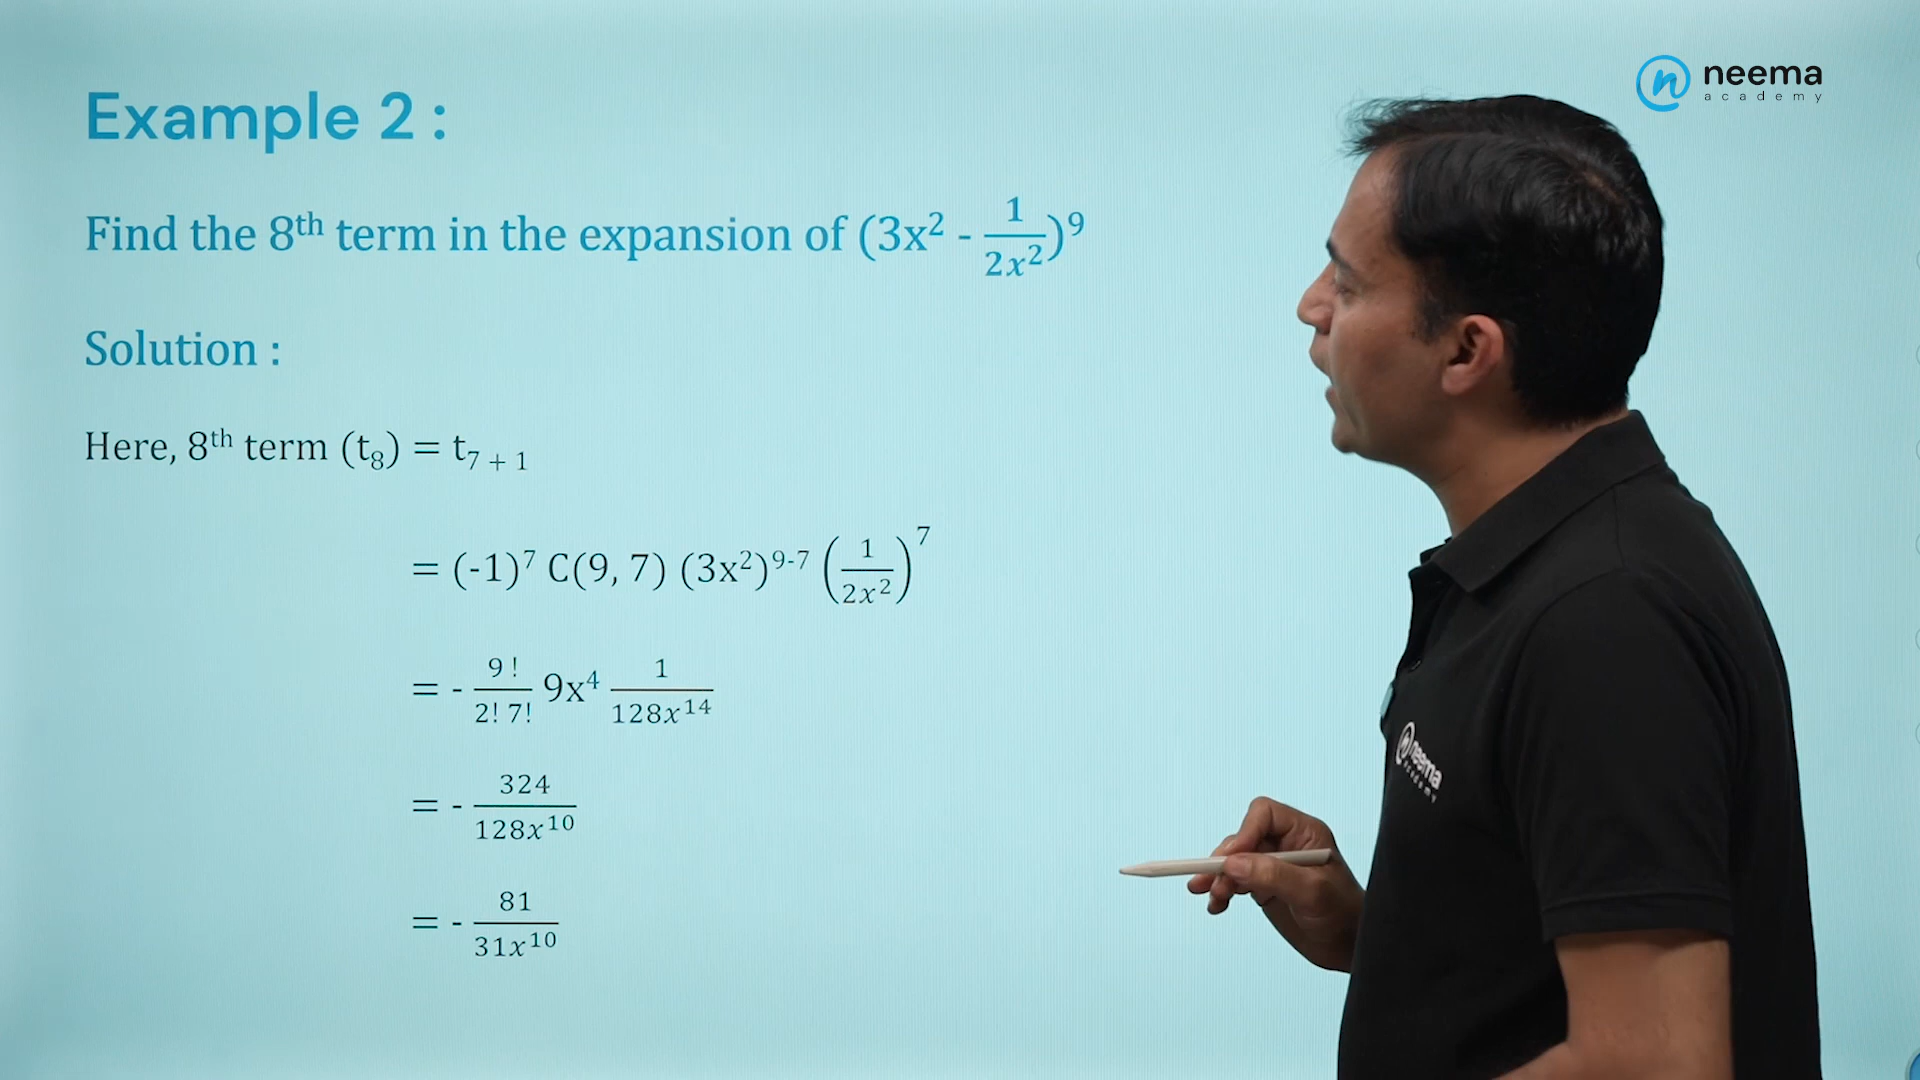 neema
academy
Example 2 :
Find the 8th term in the expansion of (3x² - 1/2x²)⁹
Solution :
Here, 8th term (t₈) = t₇ ₊ ₁
= (-1)⁷ C(9, 7) (3x²)⁹⁻⁷ (1/2x²)⁷
= - 9!/2! 7! 9x⁴ 1/128x¹⁴
= - 324/128x¹⁰
= - 81/31x¹⁰
neema
academy